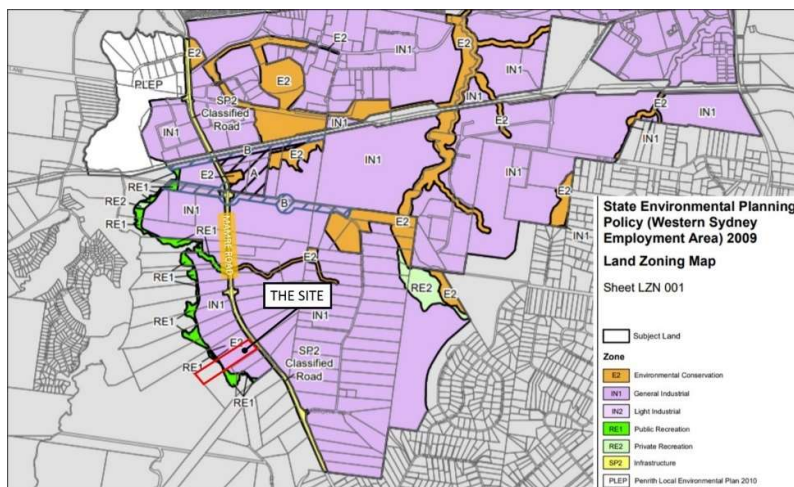 E2
E2
E2
IN1
IN1
PLEP
E2
IN1
SP2
Classified
Road
IN1
E2
IN1
IN1
IN1
B
E2
IN1
E2
A
IN1
RE1
RE2
RE1
IN1
B
E2
E2
IN1
RE1
MAMRE ROAD
E2
RE2
E2
RE1
THE SITE
IN1
IN1
RE1
E2
SP2
Classified
Road
RE1
RE1
State Environmental Planning
Policy (Western Sydney
Employment Area) 2009
Land Zoning Map
Sheet LZN 001
Subject Land
Zone
E2 Environmental Conservation
IN1 General Industrial
IN2 Light Industrial
RE1 Public Recreation
RE2 Private Recreation
SP2 Infrastructure
PLEP Penrith Local Environmental Plan 2010